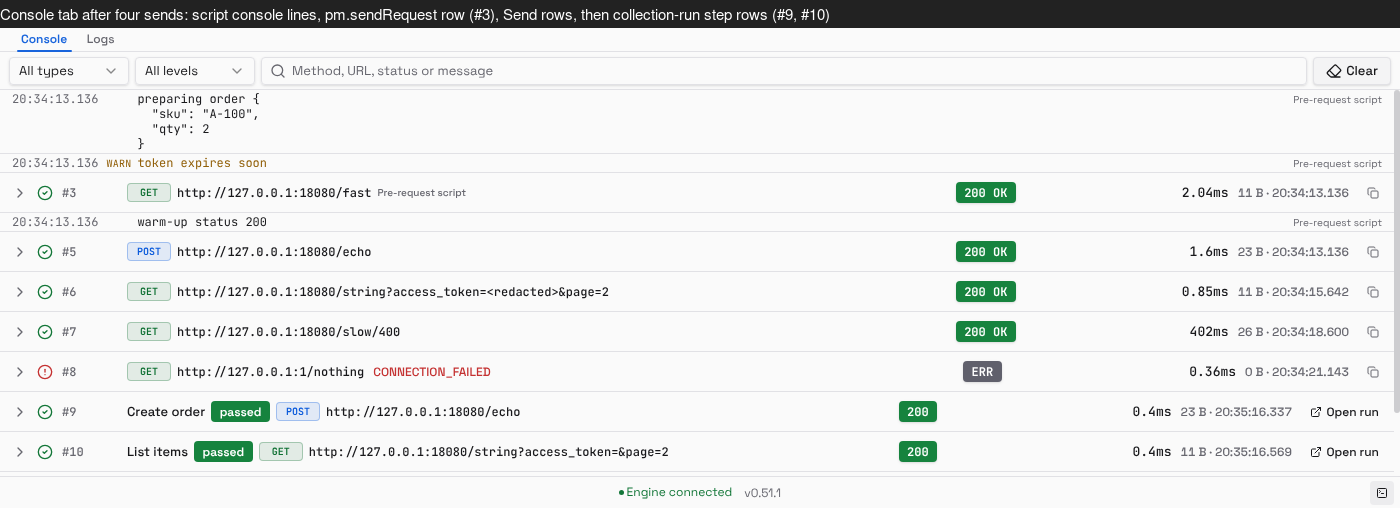 Console tab after four sends: script console lines, pm.sendRequest row (#3), Send rows, then collection-run step rows (#9, #10)
Console Logs
All types All levels Method, URL, status or message Clear
20:34:13.136 preparing order { Pre-request script
"sku": "A-100",
"qty": 2
}
20:34:13.136 WARN token expires soon Pre-request script
#3 GET http://127.0.0.1:18080/fast Pre-request script 200 OK 2.04ms 11 B · 20:34:13.136
20:34:13.136 warm-up status 200 Pre-request script
#5 POST http://127.0.0.1:18080/echo 200 OK 1.6ms 23 B · 20:34:13.136
#6 GET http://127.0.0.1:18080/string?access_token=<redacted>&page=2 200 OK 0.85ms 11 B · 20:34:15.642
#7 GET http://127.0.0.1:18080/slow/400 200 OK 402ms 26 B · 20:34:18.600
#8 GET http://127.0.0.1:1/nothing CONNECTION_FAILED ERR 0.36ms 0 B · 20:34:21.143
#9 Create order passed POST http://127.0.0.1:18080/echo 200 0.4ms 23 B · 20:35:16.337 Open run
#10 List items passed GET http://127.0.0.1:18080/string?access_token=&page=2 200 0.4ms 11 B · 20:35:16.569 Open run
Engine connected v0.51.1